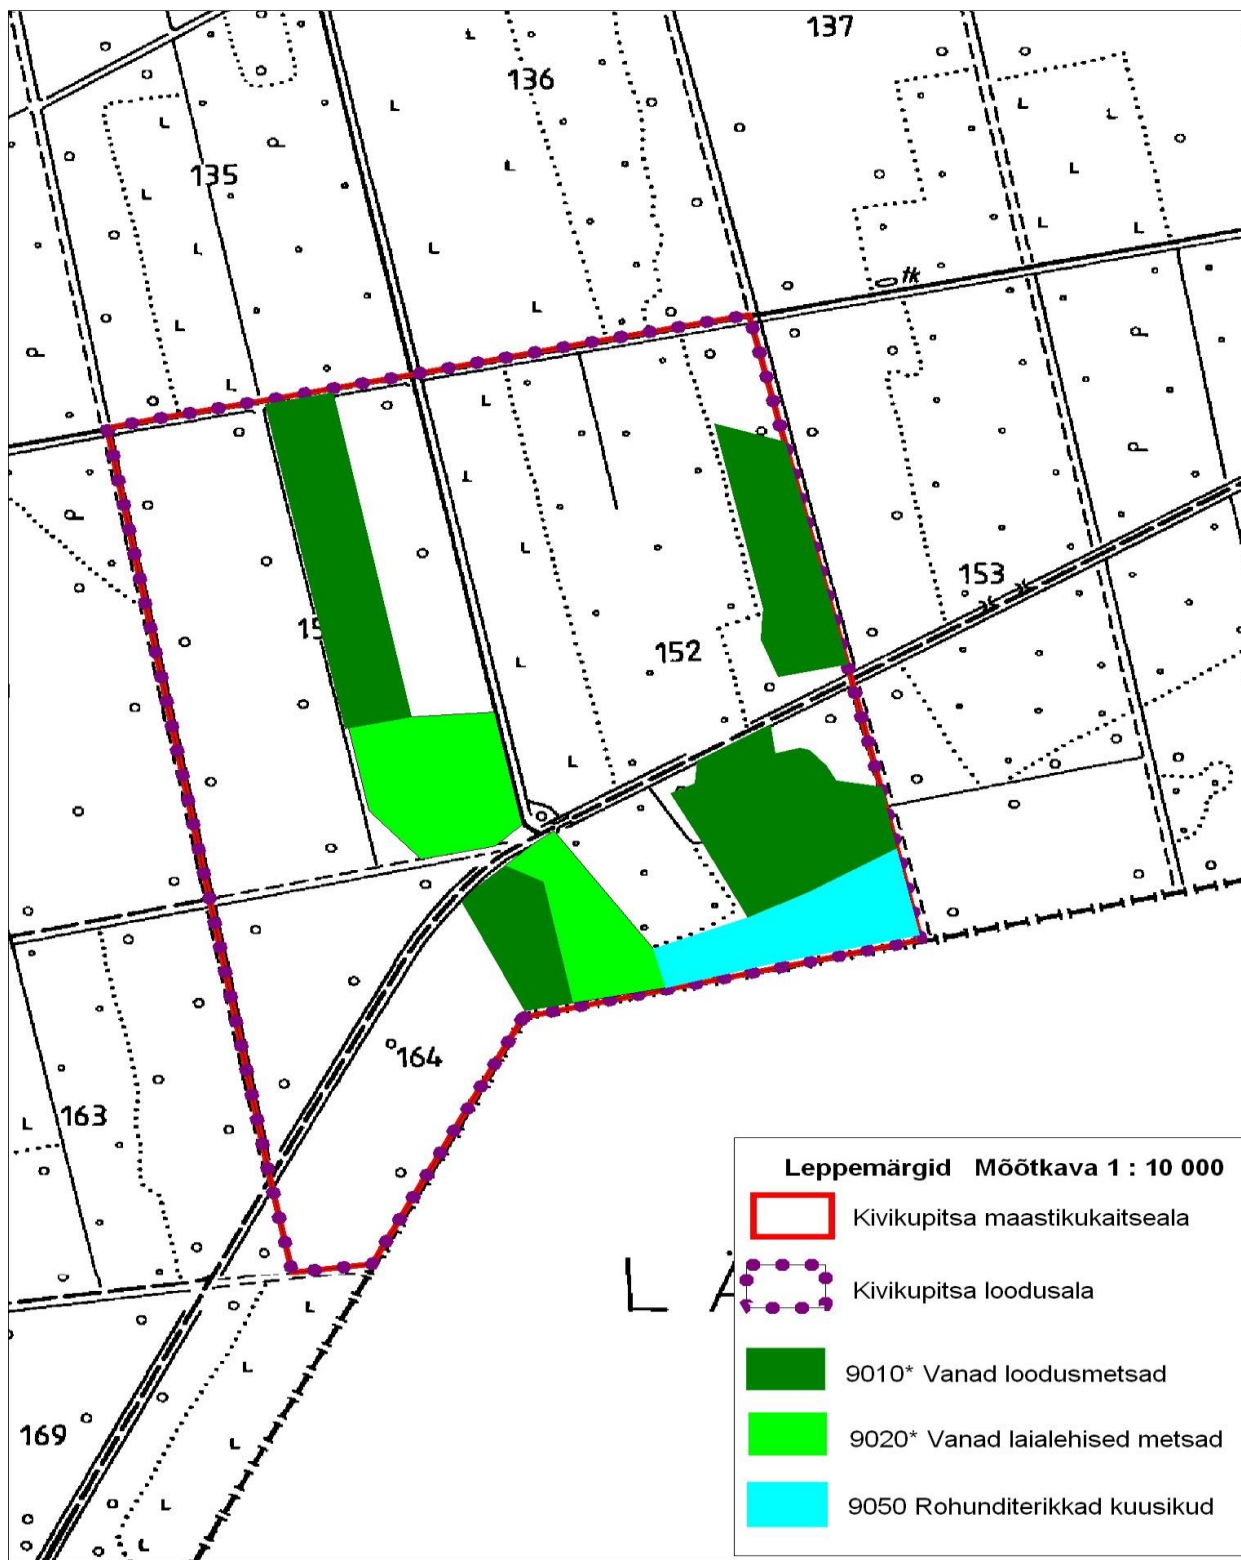 137
136
135
tk
153
152
164
163
L
169
Leppemärgid Mõõtkava 1 : 10 000
Kivikupitsa maastikukaitseala
Kivikupitsa loodusala
9010* Vanad loodusmetsad
9020* Vanad laialehised metsad
9050 Rohunditerikkad kuusikud